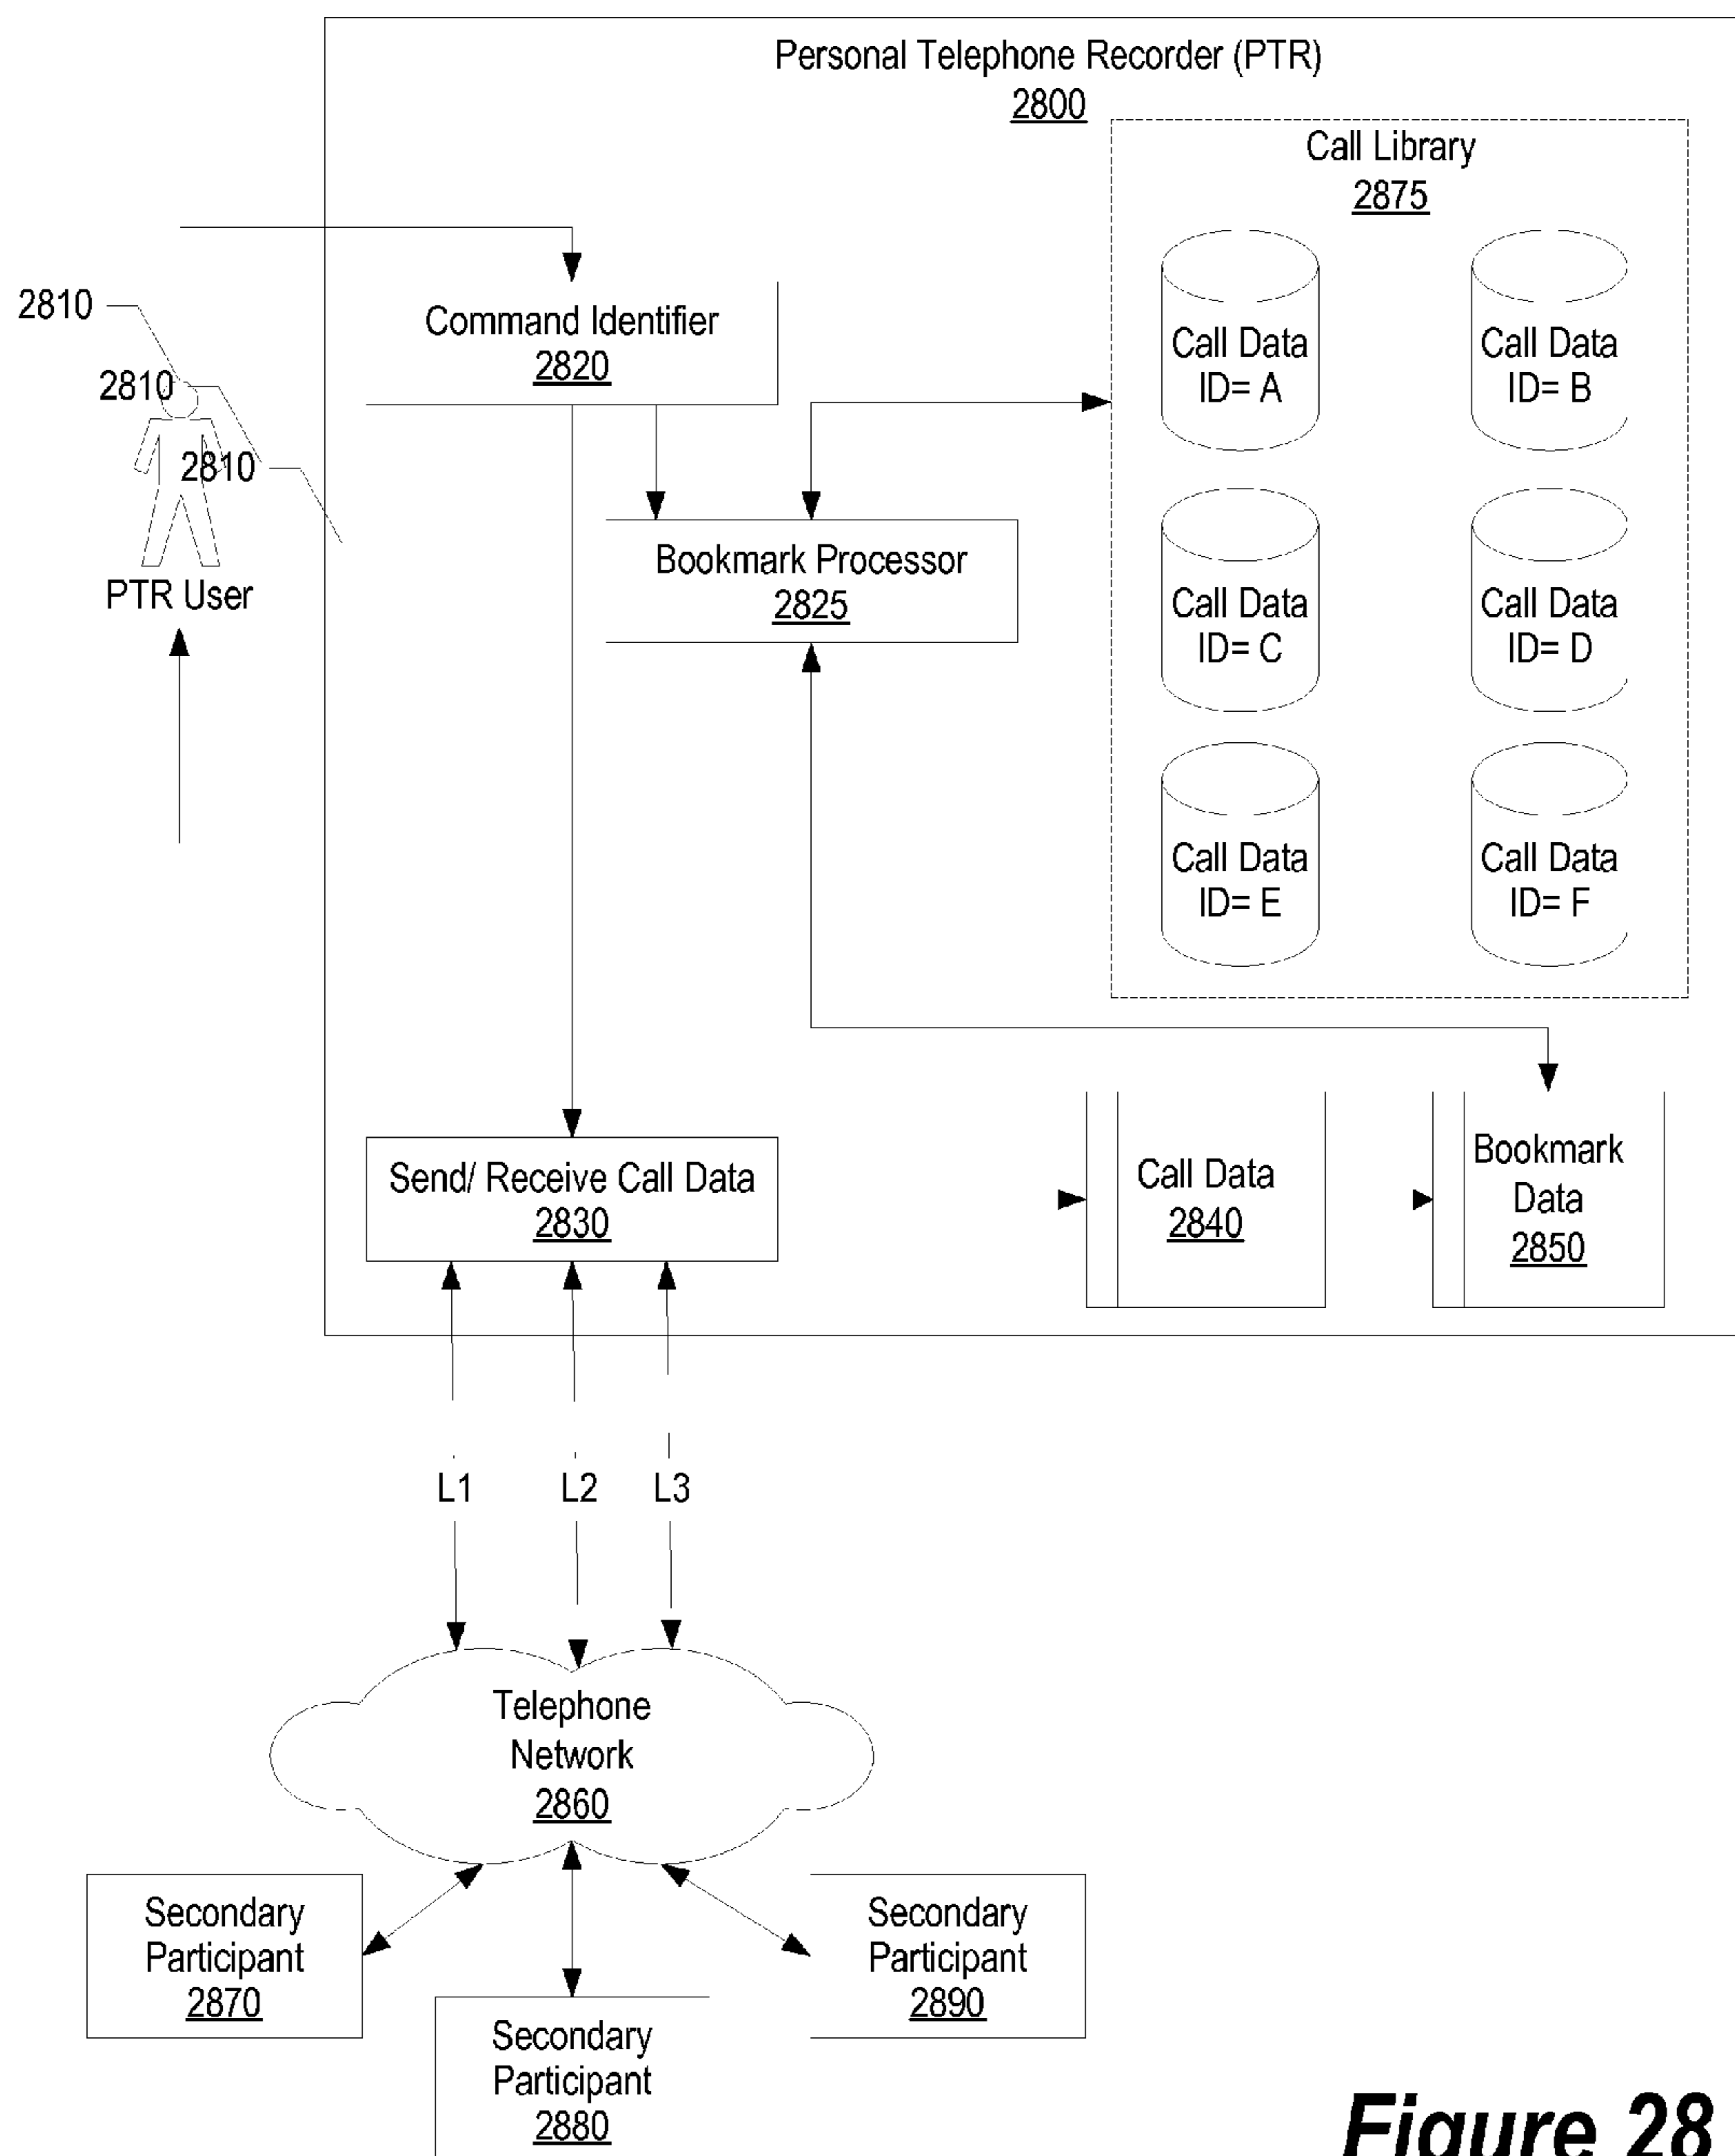 Personal Telephone Recorder (PTR)
2800
Call Library
2875
2810
Command Identifier
2820
Call Data
ID= A
Call Data
ID= B
2810
2810
Bookmark Processor
2825
PTR User
Call Data
ID= C
Call Data
ID= D
Call Data
ID= E
Call Data
ID= F
Send/ Receive Call Data
2830
Call Data
2840
Bookmark
Data
2850
L1
L2
L3
Telephone
Network
2860
Secondary
Participant
2870
Secondary
Participant
2890
Secondary
Participant
2880
Figure 28